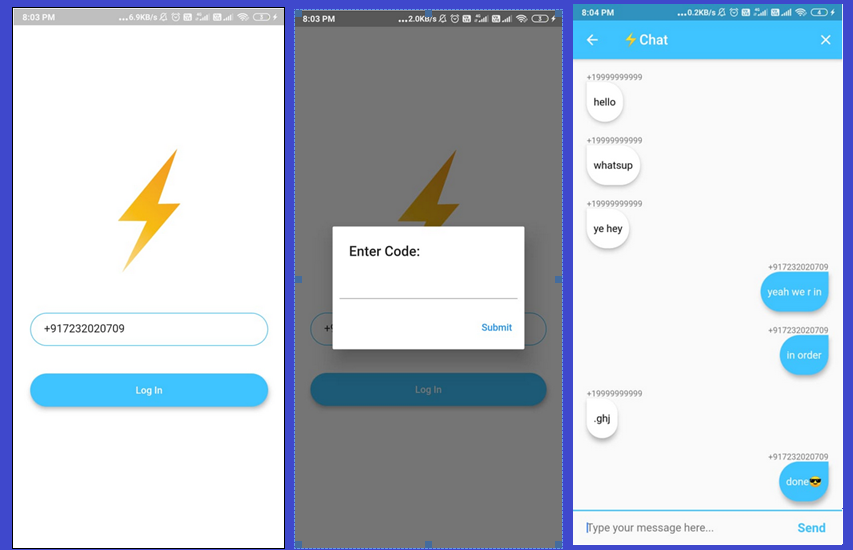 8:03 PM
...6.9KB/s
+917232020709
Log In
8:03 PM
...2.0KB/s
Enter Code:
Submit
+9
Log In
8:04 PM
...0.2KB/s
⚡Chat
+19999999999
hello
+19999999999
whatsup
+19999999999
ye hey
+917232020709
yeah we r in
+917232020709
in order
+19999999999
.ghj
+917232020709
done😎
Type your message here...
Send